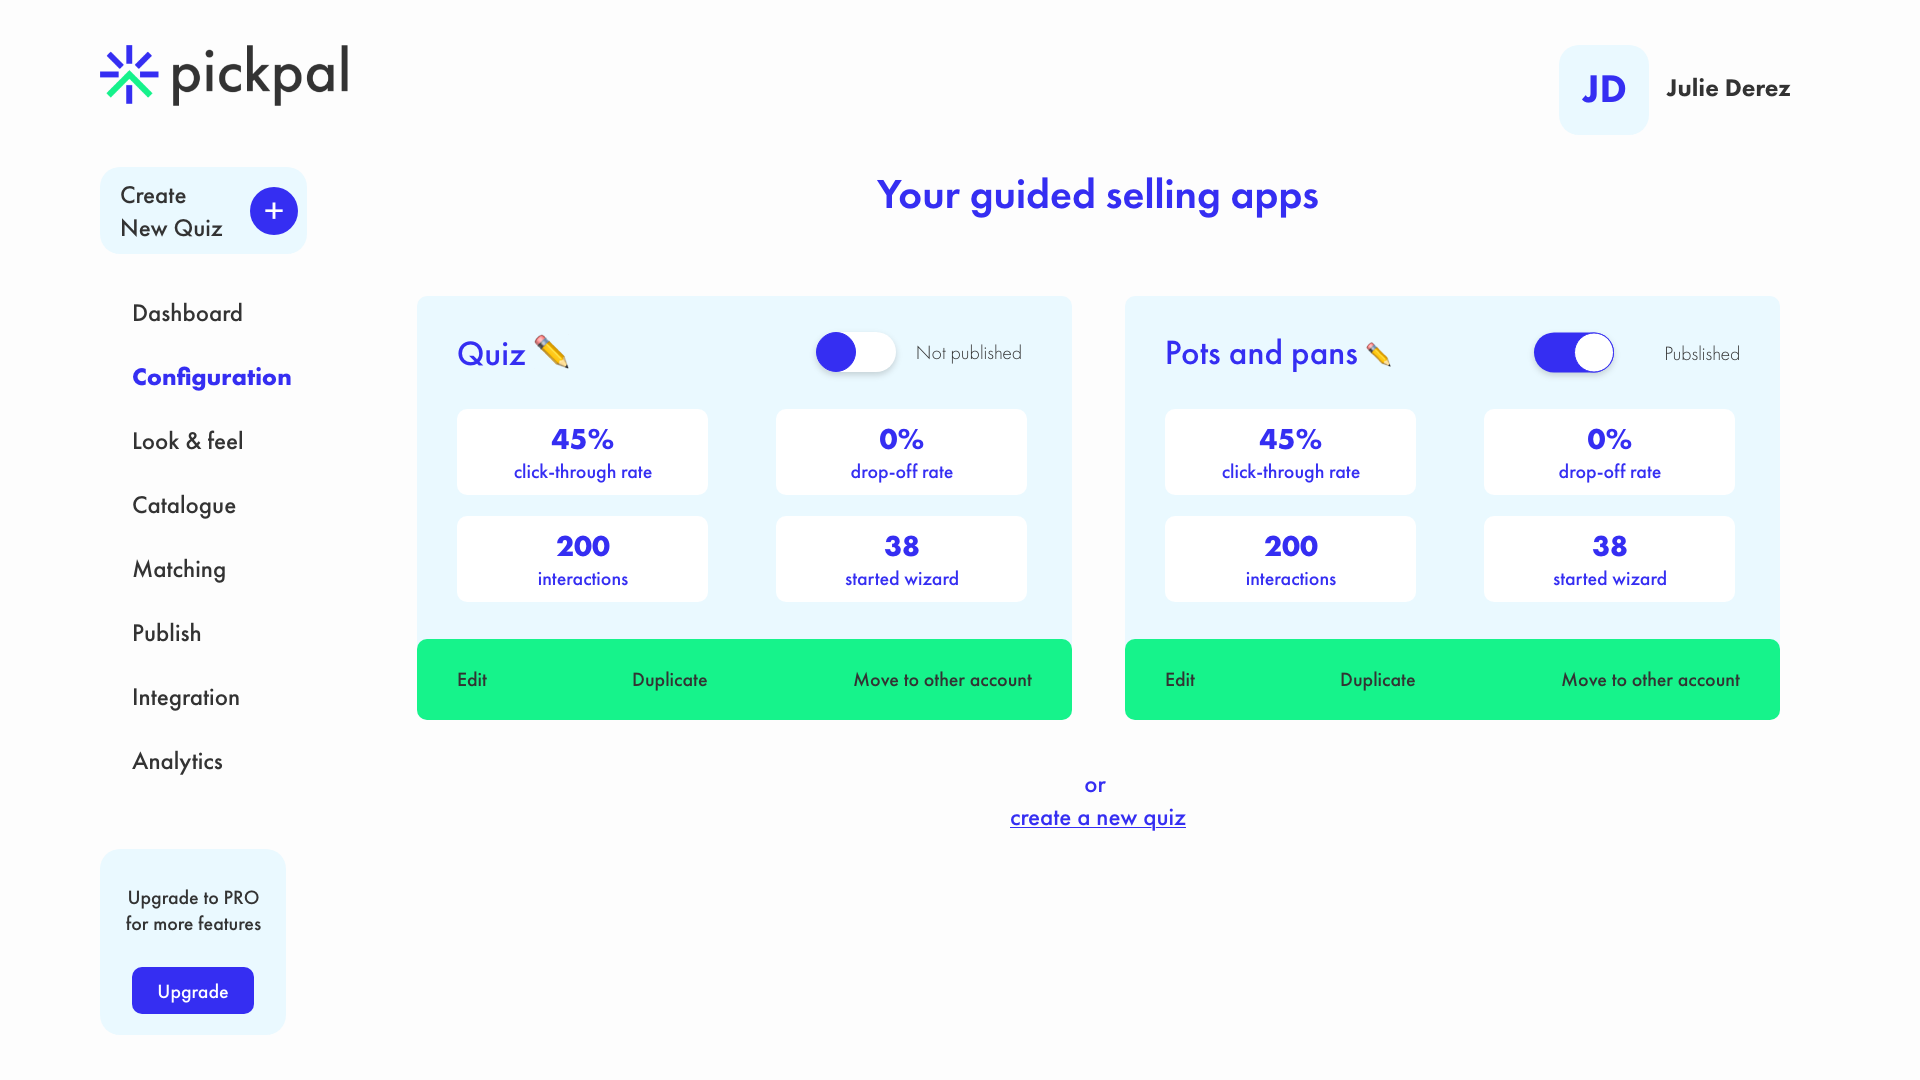 pickpal
JD
Julie Derez
Create
New Quiz
+
Dashboard
Configuration
Look & feel
Catalogue
Matching
Publish
Integration
Analytics
Upgrade to PRO
for more features
Upgrade
Your guided selling apps
Quiz
Not published
45%
click-through rate
0%
drop-off rate
200
interactions
38
started wizard
Edit
Duplicate
Move to other account
Pots and pans
Pubslished
45%
click-through rate
0%
drop-off rate
200
interactions
38
started wizard
Edit
Duplicate
Move to other account
or
create a new quiz